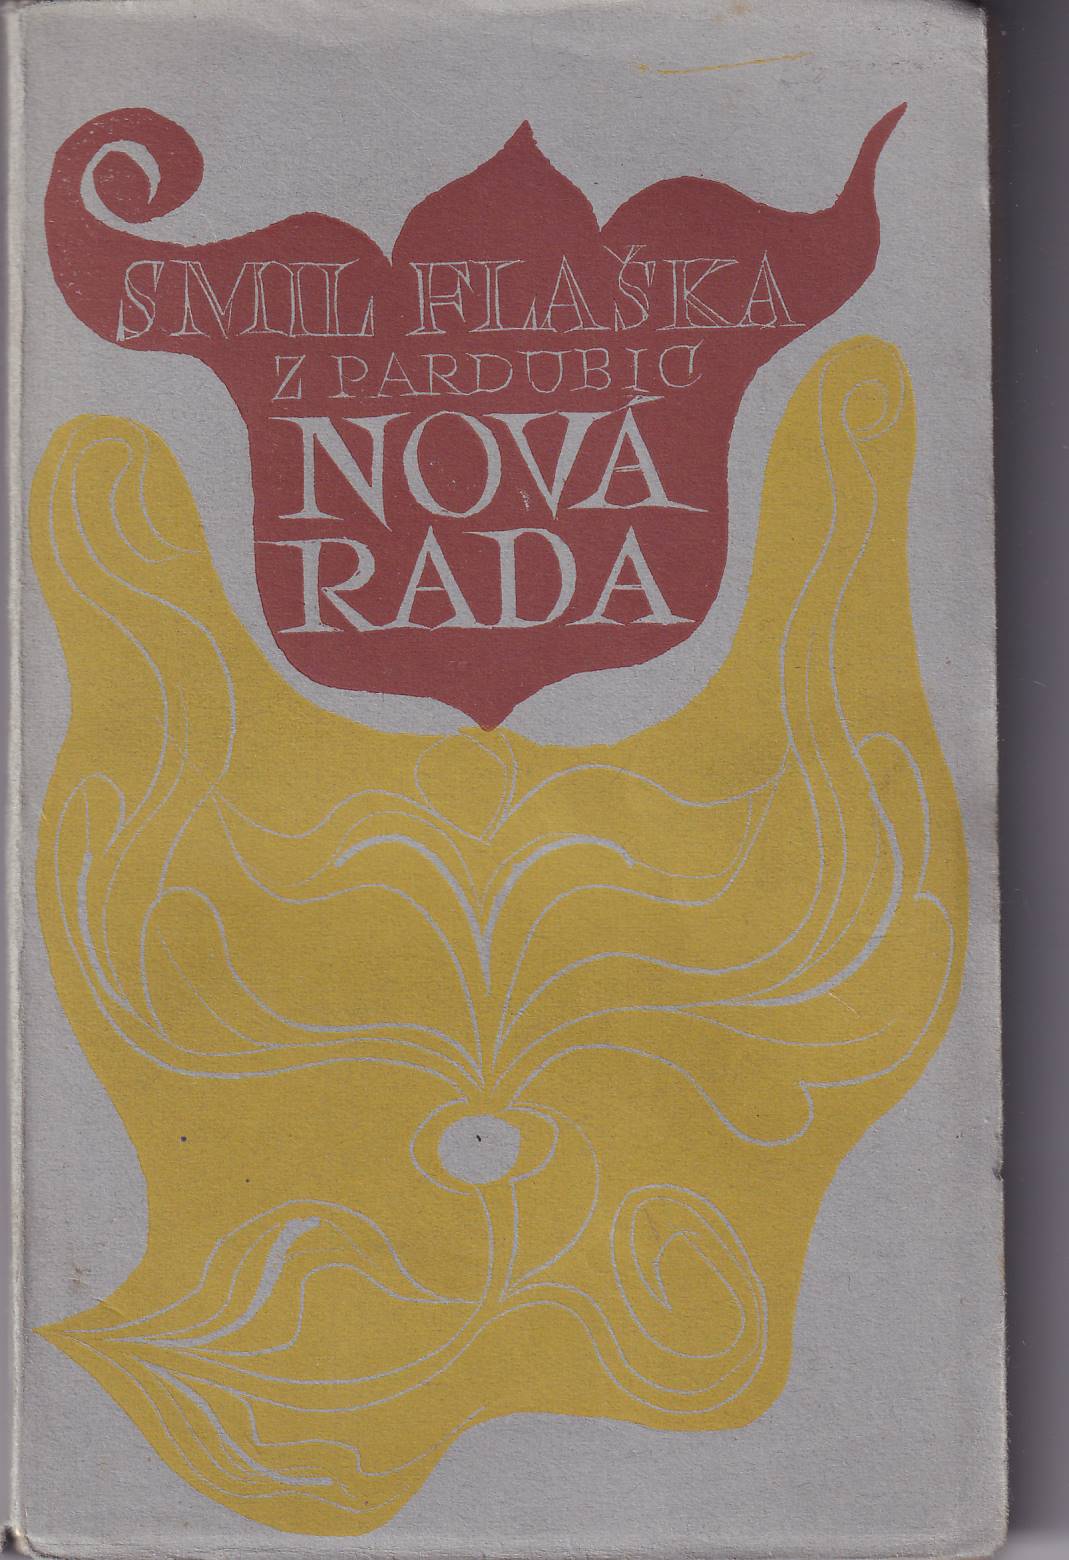 SMIL FLAŠKA
Z PARDUBIC
NOVÁ
RADA